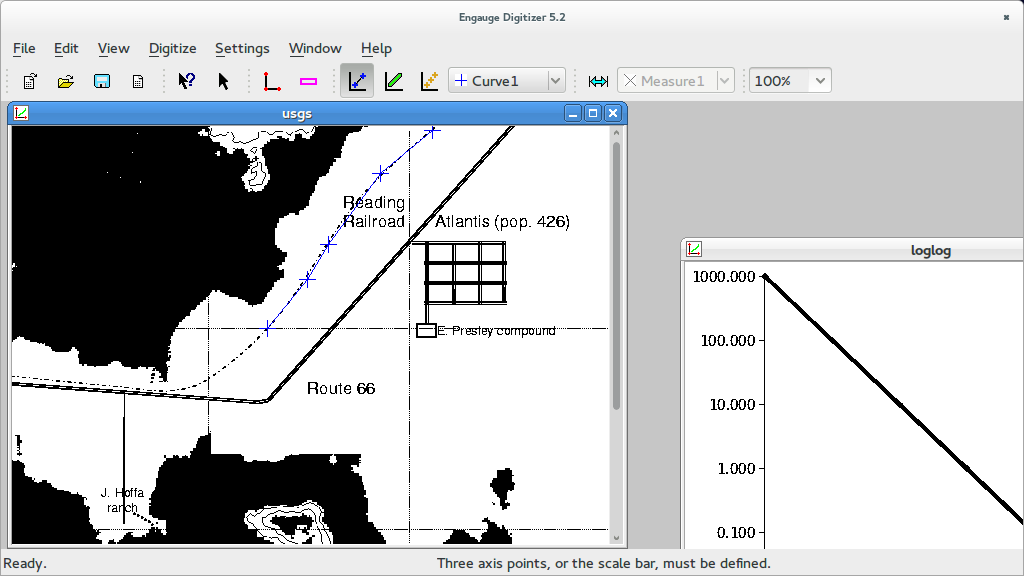 Engauge Digitizer 5.2
File Edit View Digitize Settings Window Help
Curve1 Measure1 100%
usgs
Reading
Railroad
Atlantis (pop. 426)
E. Presley compound
Route 66
J. Hoffa
ranch
loglog
1000.000
100.000
10.000
1.000
0.100
Ready. Three axis points, or the scale bar, must be defined.